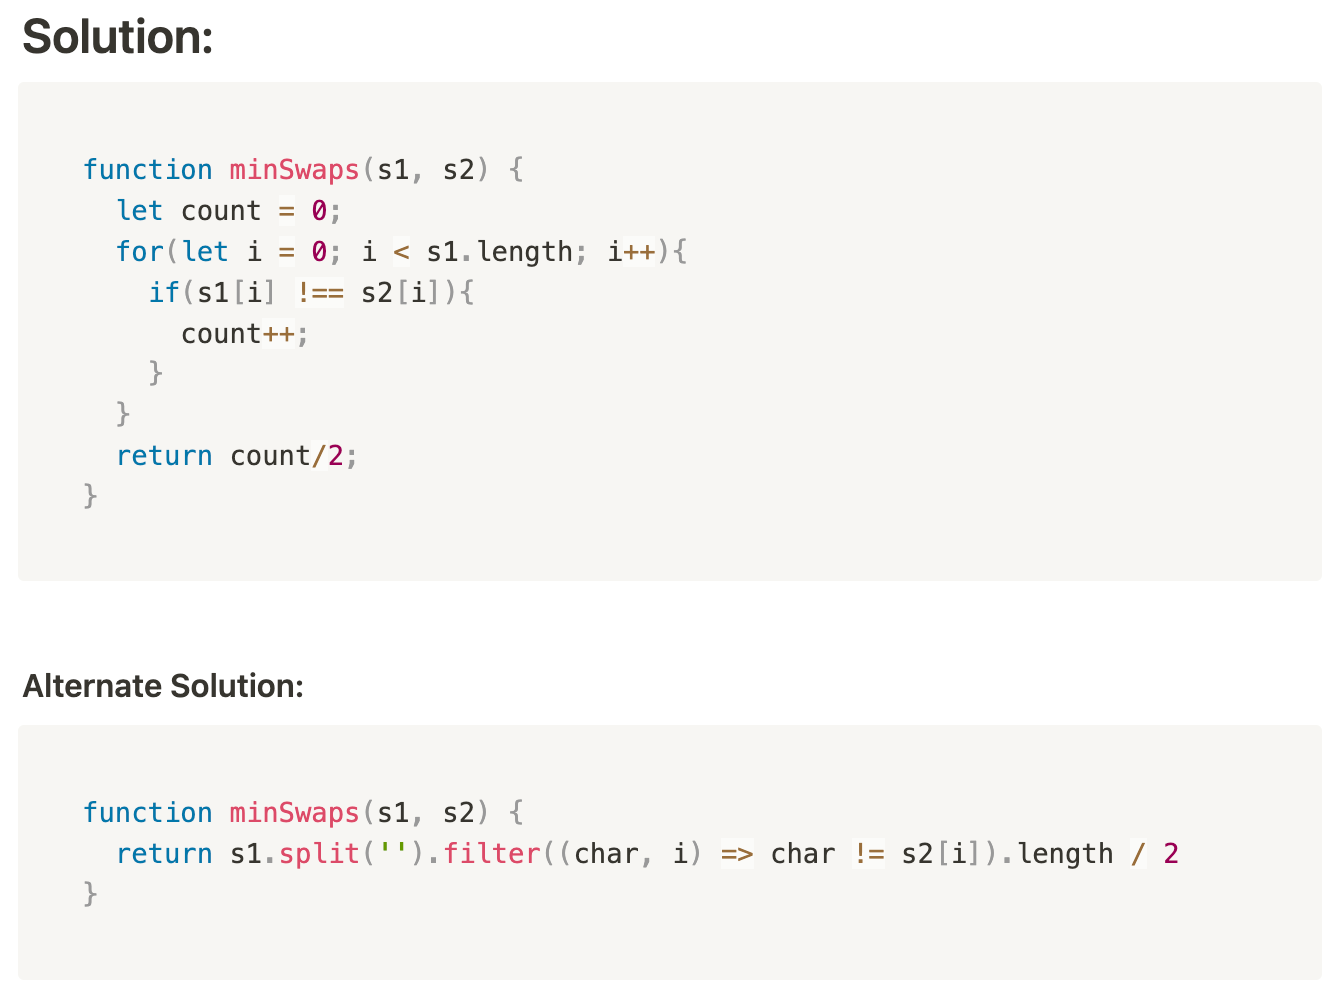 Solution:
function minSwaps(s1, s2) {
  let count = 0;
  for(let i = 0; i < s1.length; i++){
    if(s1[i] !== s2[i]){
      count++;
    }
  }
  return count/2;
}
Alternate Solution:
function minSwaps(s1, s2) {
  return s1.split('').filter((char, i) => char != s2[i]).length / 2
}